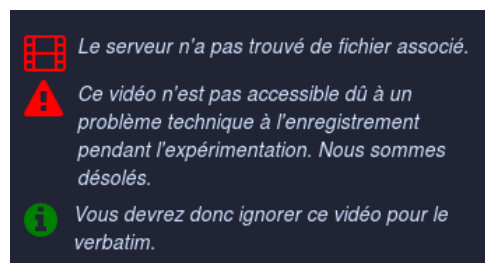 Le serveur n'a pas trouvé de fichier associé.
Ce vidéo n'est pas accessible dû à un
problème technique à l'enregistrement
pendant l'expérimentation. Nous sommes
désolés.
Vous devrez donc ignorer ce vidéo pour le
verbatim.